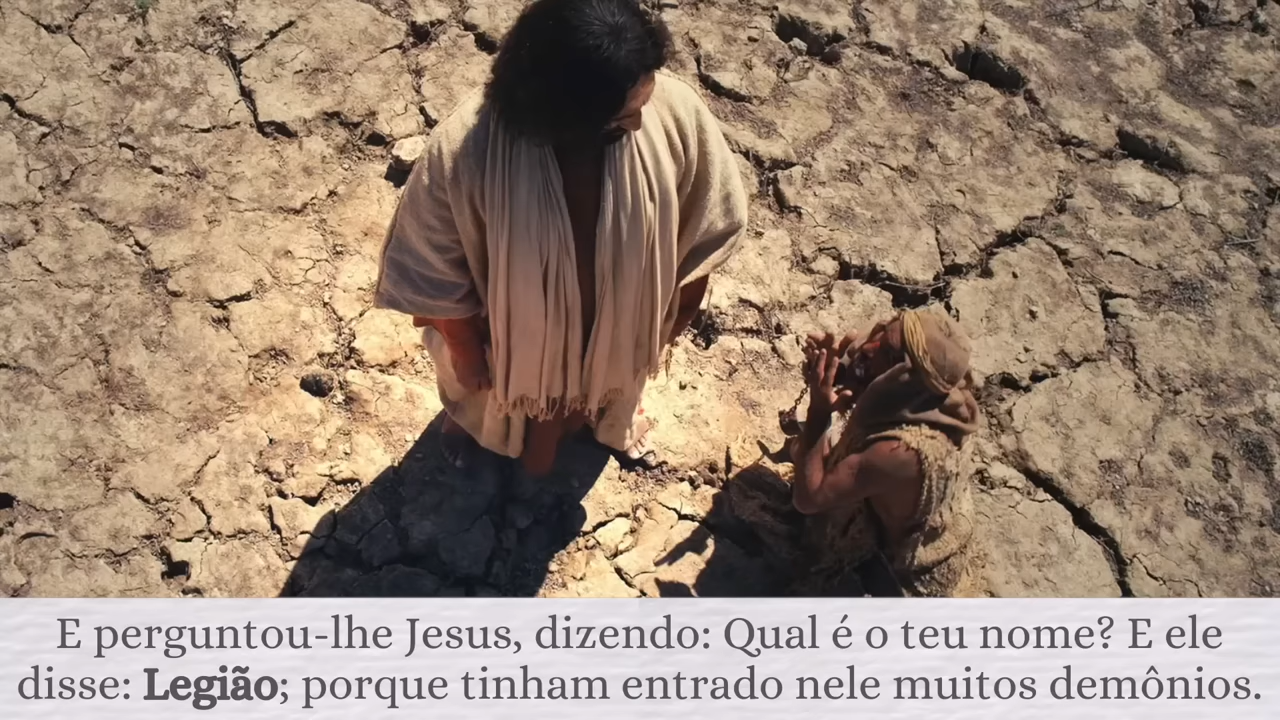 E perguntou-lhe Jesus, dizendo: Qual é o teu nome? E ele
disse: Legião; porque tinham entrado nele muitos demônios.